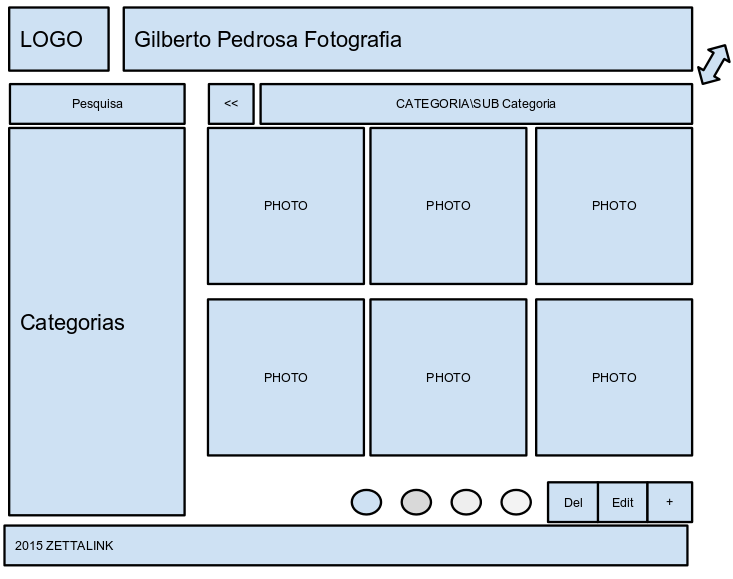 LOGO
Gilberto Pedrosa Fotografia
Pesquisa
<<
CATEGORIA\SUB Categoria
Categorias
PHOTO
PHOTO
PHOTO
PHOTO
PHOTO
PHOTO
Del
Edit
+
2015 ZETTALINK